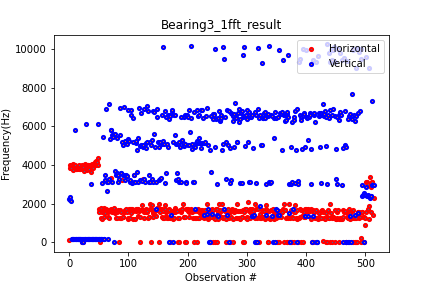 Bearing3_1fft_result
Horizontal
Vertical
10000
8000
6000
4000
2000
0
Frequency(Hz)
0 100 200 300 400 500
Observation #